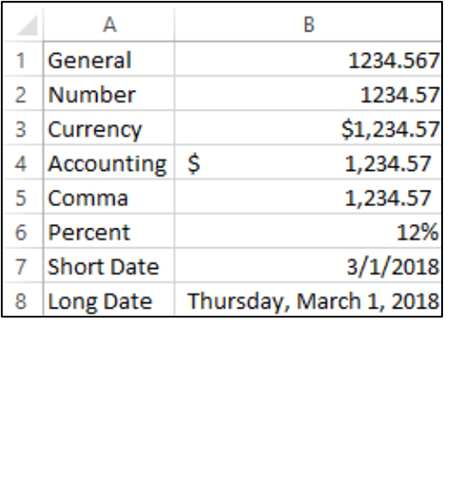 A B
1 General 1234.567
2 Number 1234.57
3 Currency $1,234.57
4 Accounting $ 1,234.57
5 Comma 1,234.57
6 Percent 12%
7 Short Date 3/1/2018
8 Long Date Thursday, March 1, 2018